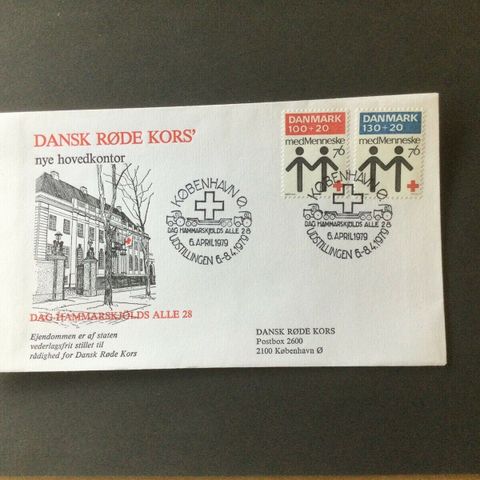 DANSK RØDE KORS'
nye hovedkontor
DAG HAMMARSKJÖLDS ALLE 28
Ejendommen er af staten
vederlagsfrit stillet til
rådighed for Dansk Røde Kors
DANMARK
100+20
medMenneske
76
DANMARK
130+20
medMenneske
76
KØBENHAVN Ø.
DAG HAMMARSKJØLDS ALLE 28
6. APRIL 1979
UDSTILLINGEN 6-8.4.1979
KØBENHAVN Ø.
DAG HAMMARSKJØLDS ALLE 28
6. APRIL 1979
UDSTILLINGEN 6-8.4.1979
DANSK RØDE KORS
Postbox 2600
2100 København Ø